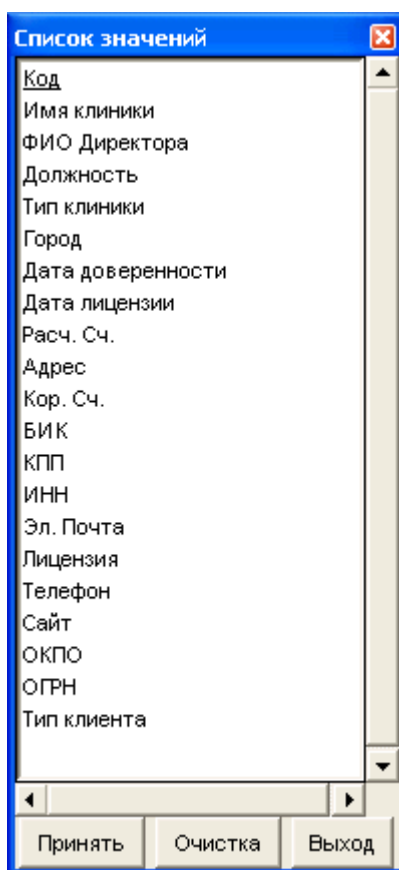 Список значений
Код
Имя клиники
ФИО Директора
Должность
Тип клиники
Город
Дата доверенности
Дата лицензии
Расч. Сч.
Адрес
Кор. Сч.
БИК
КПП
ИНН
Эл. Почта
Лицензия
Телефон
Сайт
ОКПО
ОГРН
Тип клиента
Принять Очистка Выход